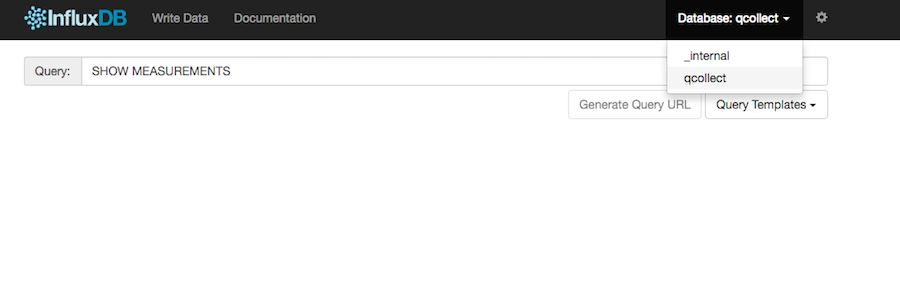 InfluxDB Write Data Documentation Database: qcollect
_internal
Query: SHOW MEASUREMENTS
qcollect
Generate Query URL Query Templates